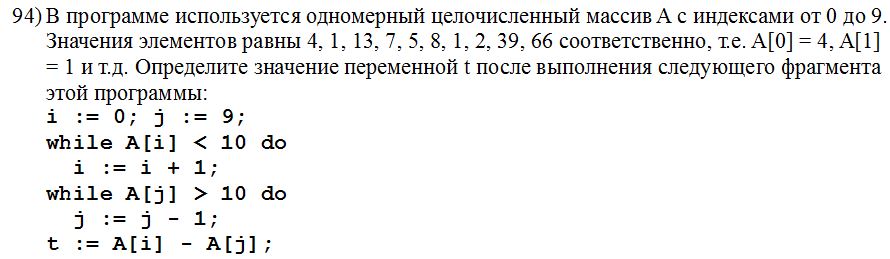 94) В программе используется одномерный целочисленный массив A с индексами от 0 до 9.
Значения элементов равны 4, 1, 13, 7, 5, 8, 1, 2, 39, 66 соответственно, т.е. A[0] = 4, A[1]
= 1 и т.д. Определите значение переменной t после выполнения следующего фрагмента
этой программы:
i := 0; j := 9;
while A[i] < 10 do
i := i + 1;
while A[j] > 10 do
j := j - 1;
t := A[i] - A[j];